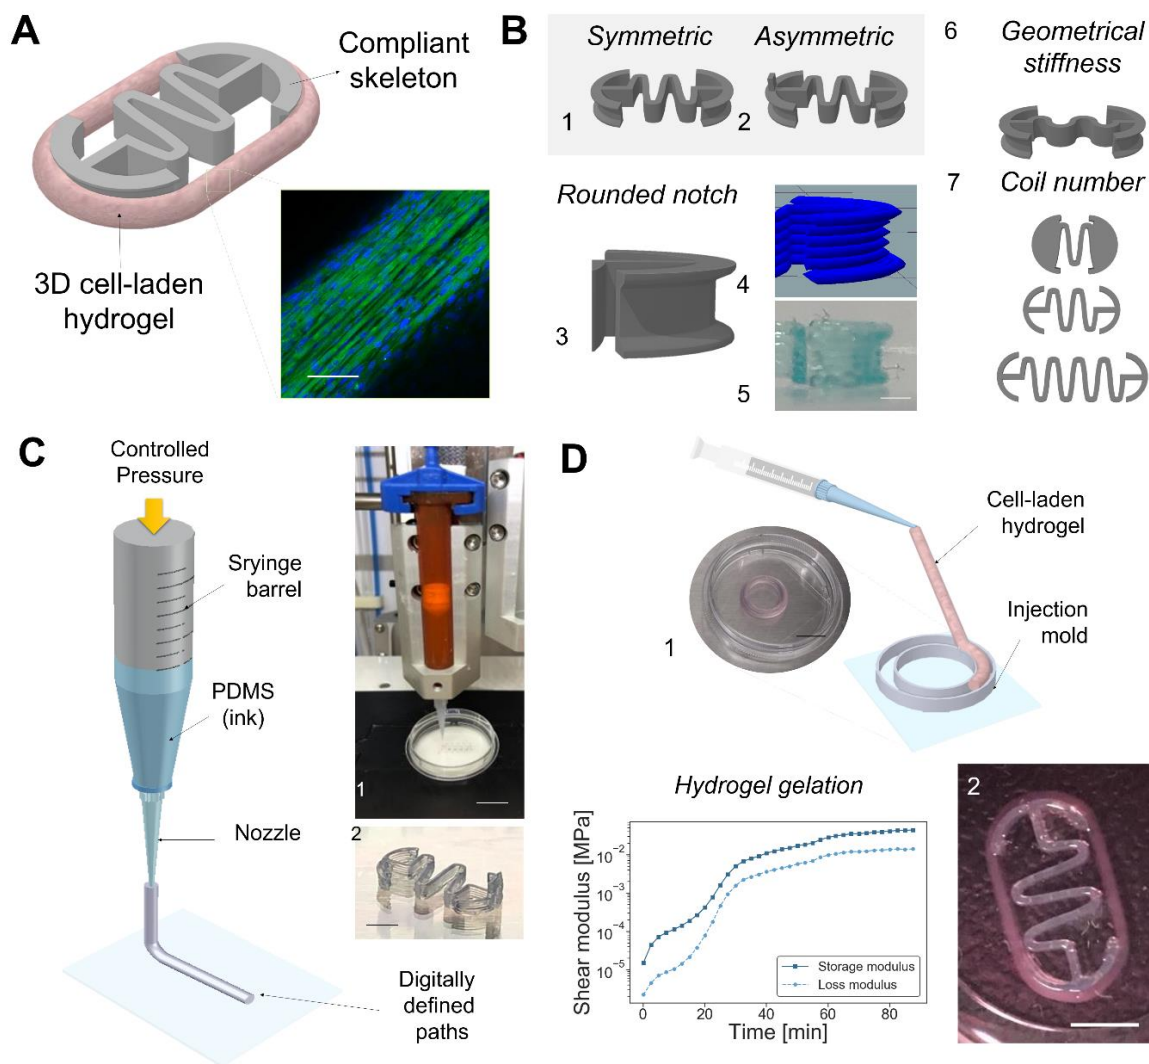 A
Compliant
skeleton
3D cell-laden
hydrogel
B
Symmetric
Asymmetric
1
2
Rounded notch
3
4
5
6
Geometrical
stiffness
7
Coil number
C
Controlled
Pressure
Sryinge
barrel
PDMS
(ink)
Nozzle
Digitally
defined
paths
1
2
D
Cell-laden
hydrogel
Injection
mold
1
Hydrogel gelation
Shear modulus [MPa]
10⁻²
10⁻³
10⁻⁴
10⁻⁵
Storage modulus
Loss modulus
0
20
40
60
80
Time [min]
2